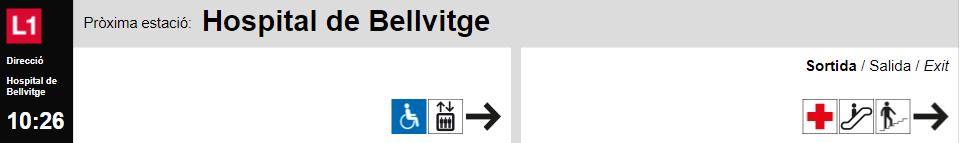 L1
Direcció
Hospital de
Bellvitge
10:26
Pròxima estació: Hospital de Bellvitge
Sortida / Salida / Exit